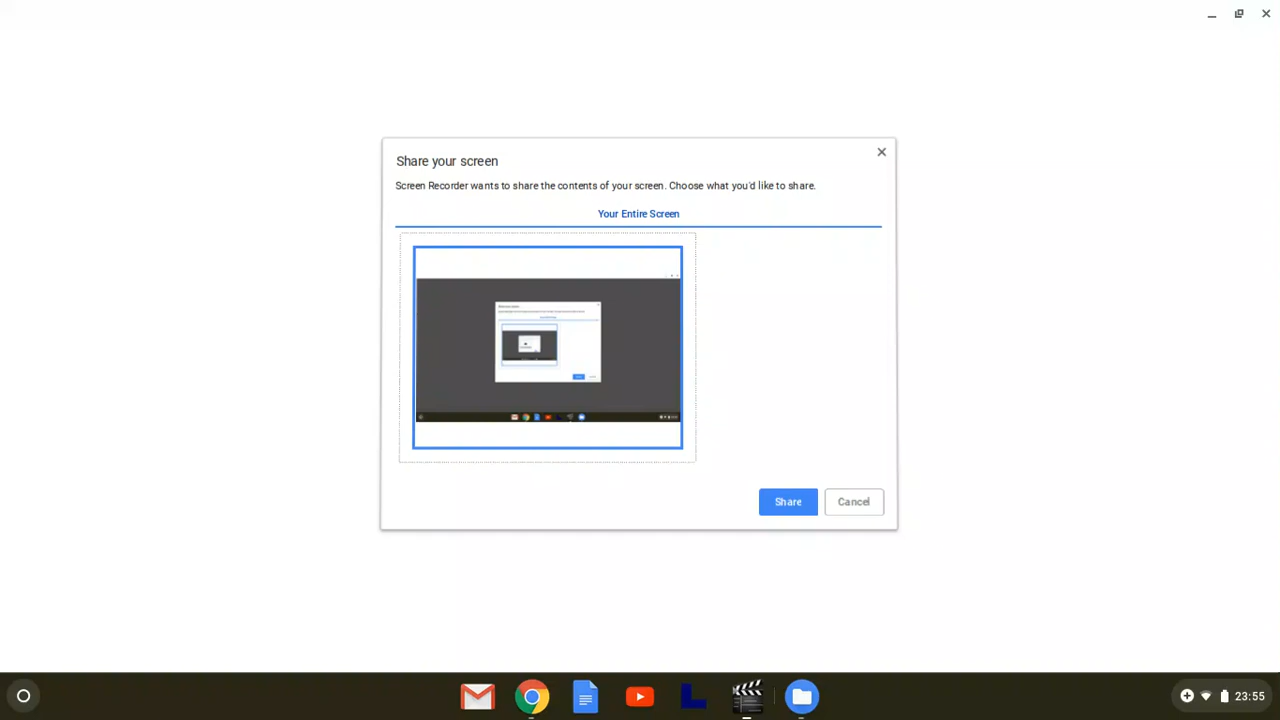 Share your screen
Screen Recorder wants to share the contents of your screen. Choose what you'd like to share.
Your Entire Screen
Share
Cancel
23:55